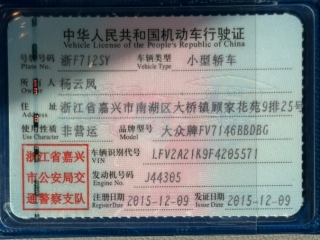 中华人民共和国机动车行驶证
Vehicle License of the People's Republic of China
号牌号码 浙F712SY 车辆类型 小型轿车
Plate No. Vehicle Type
所有人 杨云凤
Owner
住址 浙江省嘉兴市南湖区大桥镇顾家花苑9排25号
Address
使用性质 非营运 品牌型号 大众牌FV7146BBDBG
Use Character Model
浙江省嘉兴市公安局交通警察支队
车辆识别代号 LFV2A21K9F4205571
VIN
发动机号码 J44305
Engine No.
注册日期 2015-12-09 发证日期 2015-12-09
Register Date Issue Date